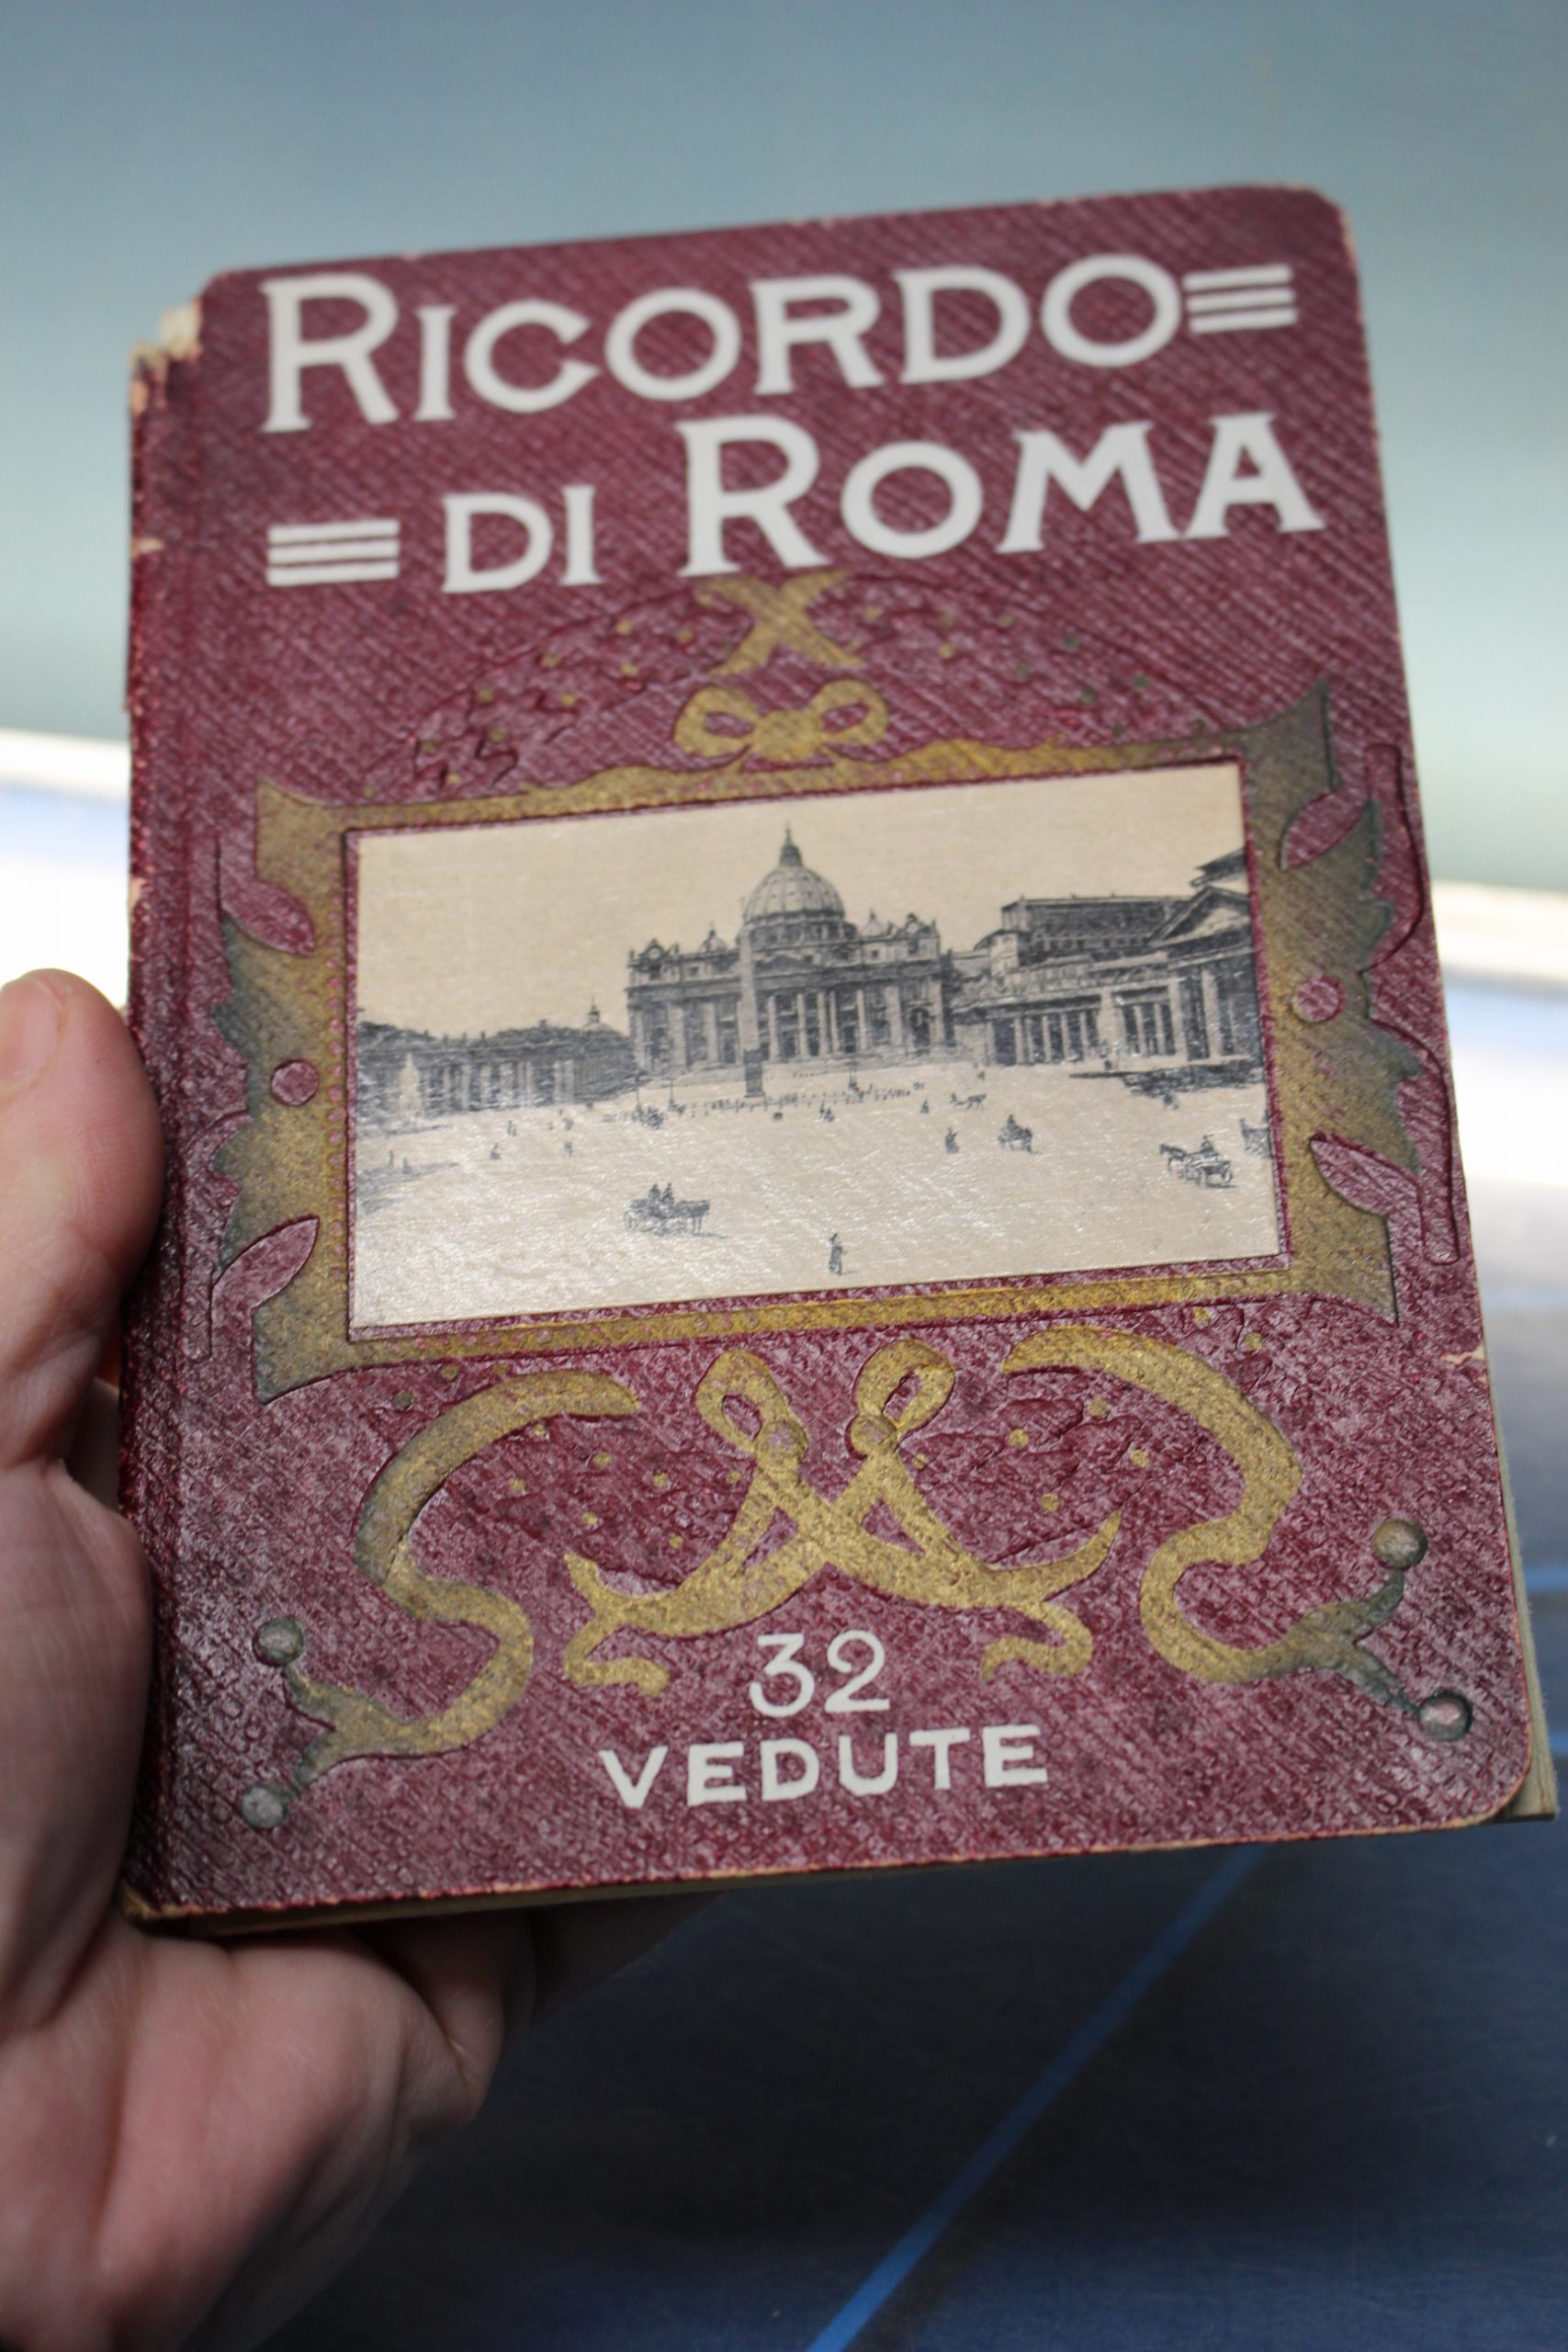 RICORDO
DI ROMA
32
VEDUTE